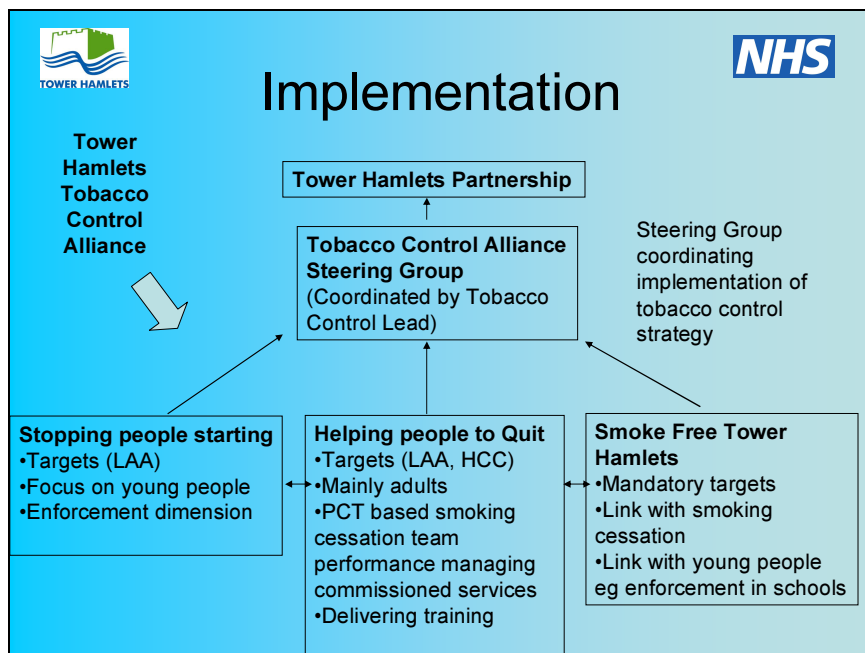 TOWER HAMLETS
NHS
Implementation
Tower
Hamlets
Tobacco
Control
Alliance
Tower Hamlets Partnership
Tobacco Control Alliance
Steering Group
(Coordinated by Tobacco
Control Lead)
Steering Group
coordinating
implementation of
tobacco control
strategy
Stopping people starting
•Targets (LAA)
•Focus on young people
•Enforcement dimension
Helping people to Quit
•Targets (LAA, HCC)
•Mainly adults
•PCT based smoking
cessation team
performance managing
commissioned services
•Delivering training
Smoke Free Tower
Hamlets
•Mandatory targets
•Link with smoking
cessation
•Link with young people
eg enforcement in schools